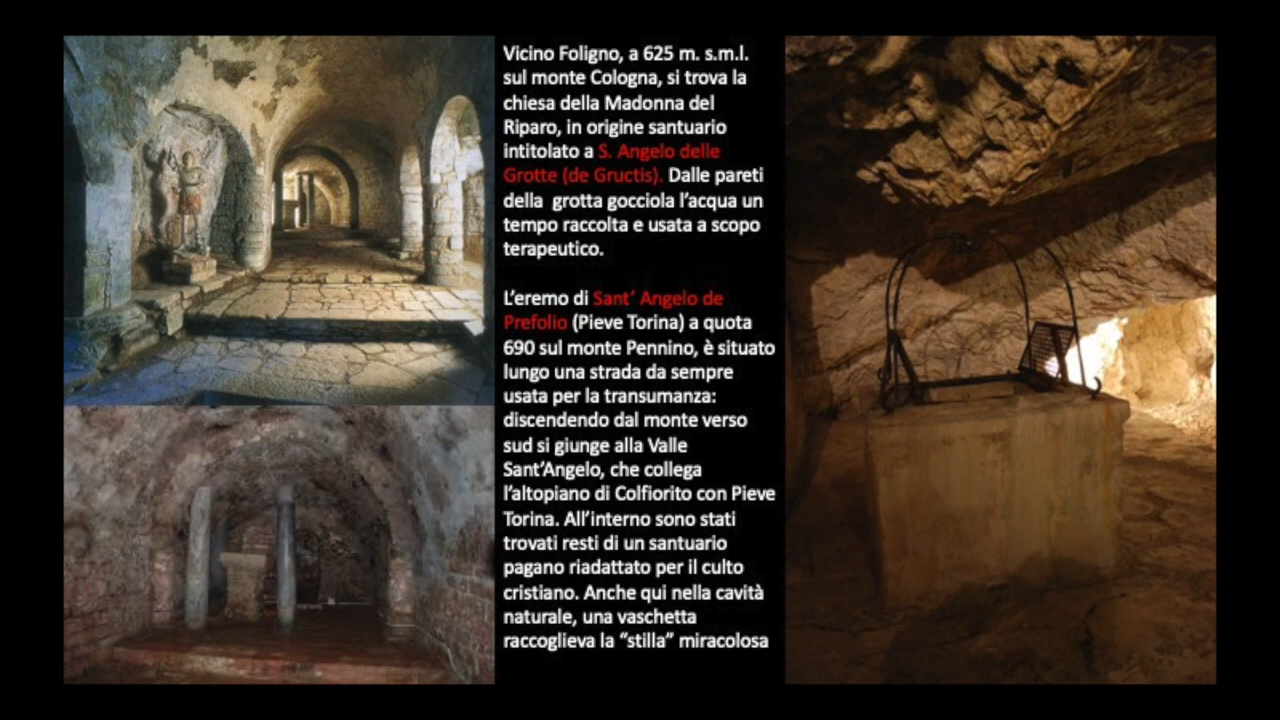 Vicino Foligno, a 625 m. s.m.l.
sul monte Cologna, si trova la
chiesa della Madonna del
Riparo, in origine santuario
intitolato a S. Angelo delle
Grotte (de Gructis). Dalle pareti
della  grotta gocciola l'acqua un
tempo raccolta e usata a scopo
terapeutico.

L'eremo di Sant' Angelo de
Prefolio (Pieve Torina) a quota
690 sul monte Pennino, è situato
lungo una strada da sempre
usata per la transumanza:
discendendo dal monte verso
sud si giunge alla Valle
Sant'Angelo, che collega
l'altopiano di Colfiorito con Pieve
Torina. All'interno sono stati
trovati resti di un santuario
pagano riadattato per il culto
cristiano. Anche qui nella cavità
naturale, una vaschetta
raccoglieva la “stilla” miracolosa